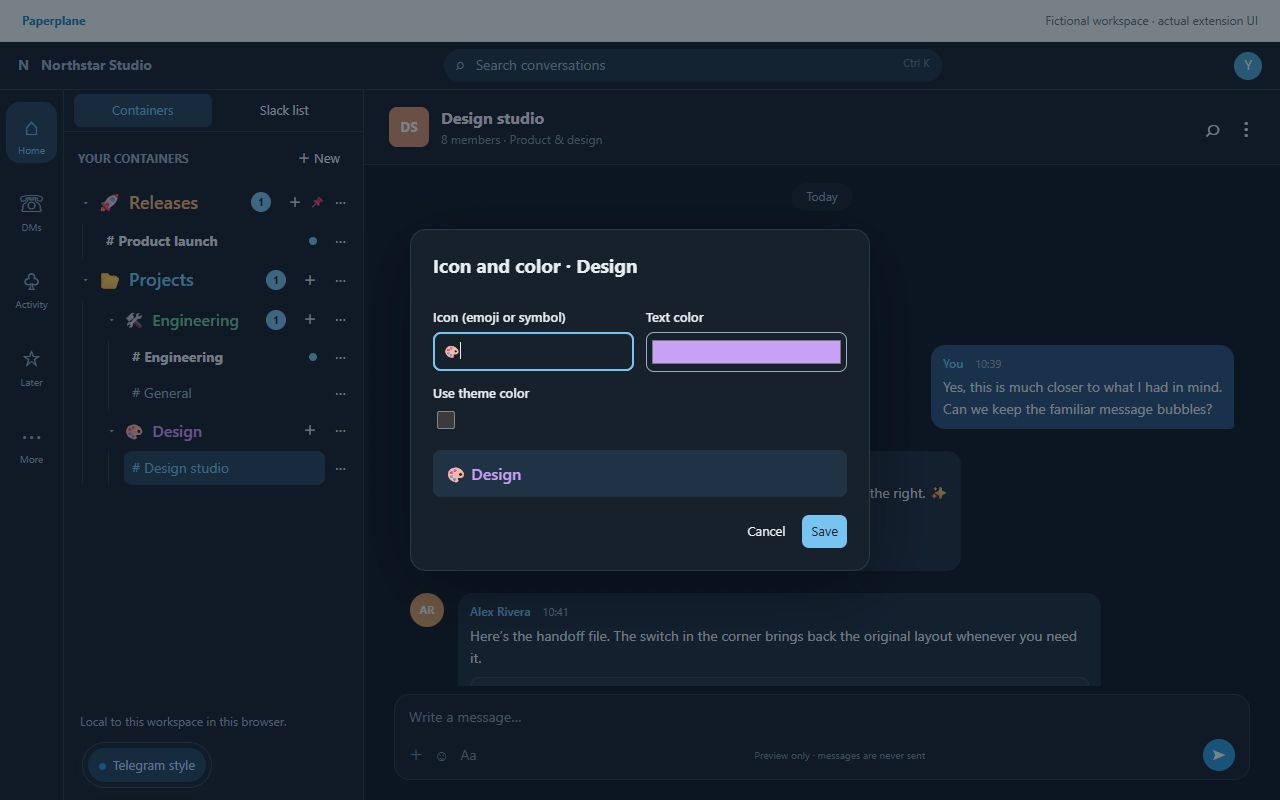 Paperplane
Fictional workspace · actual extension UI
N Northstar Studio
Search conversations
Ctrl K
Y
Containers
Slack list
Home
DMs
Activity
Later
More
YOUR CONTAINERS
+ New
🚀 Releases 1
# Product launch
📁 Projects 1
🛠 Engineering 1
# Engineering
# General
🎨 Design
# Design studio
Local to this workspace in this browser.
Telegram style
DS
Design studio
8 members · Product & design
Today
You 10:39
Yes, this is much closer to what I had in mind.
Can we keep the familiar message bubbles?
the right. ✨
Icon and color · Design
Icon (emoji or symbol)
Text color
🎨
Use theme color
🎨 Design
Cancel
Save
AR
Alex Rivera 10:41
Here’s the handoff file. The switch in the corner brings back the original layout whenever you need
it.
Write a message...
Aa
Preview only · messages are never sent